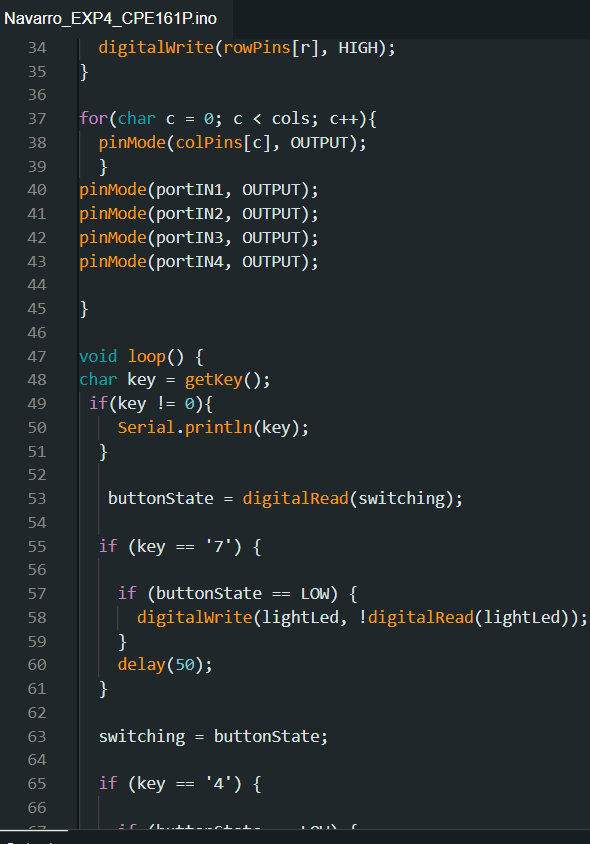 Navarro_EXP4_CPE161P.ino
34 digitalWrite(rowPins[r], HIGH);
35 }
36
37 for(char c = 0; c < cols; c++){
38 pinMode(colPins[c], OUTPUT);
39 }
40 pinMode(portIN1, OUTPUT);
41 pinMode(portIN2, OUTPUT);
42 pinMode(portIN3, OUTPUT);
43 pinMode(portIN4, OUTPUT);
44
45 }
46
47 void loop() {
48 char key = getKey();
49 if(key != 0){
50 Serial.println(key);
51 }
52
53 buttonState = digitalRead(switching);
54
55 if (key == '7') {
56
57 if (buttonState == LOW) {
58 digitalWrite(lightLed, !digitalRead(lightLed));
59 }
60 delay(50);
61 }
62
63 switching = buttonState;
64
65 if (key == '4') {
66